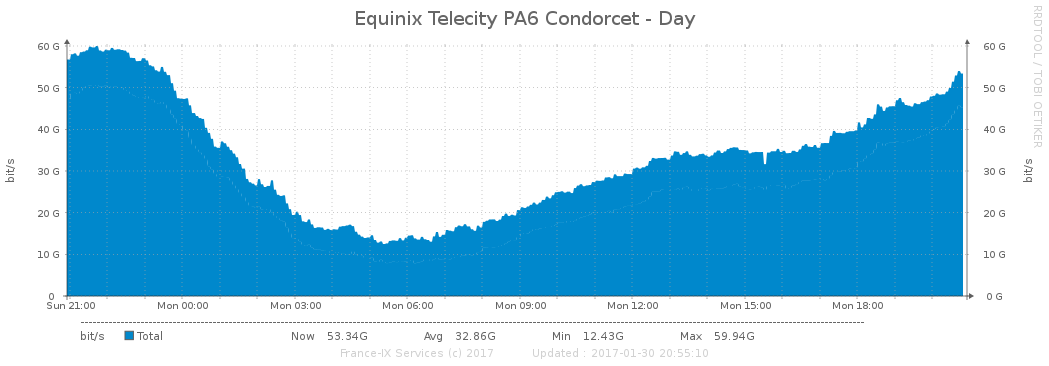 Equinix Telecity PA6 Condorcet - Day
RRDTOOL / TOBI OETIKER
60 G 60 G
50 G 50 G
40 G 40 G
bit/s bit/s
30 G 30 G
20 G 20 G
10 G 10 G
0 0 G
Sun 21:00 Mon 00:00 Mon 03:00 Mon 06:00 Mon 09:00 Mon 12:00 Mon 15:00 Mon 18:00
bit/s Total Now 53.34G Avg 32.86G Min 12.43G Max 59.94G
France-IX Services (c) 2017 Updated : 2017-01-30 20:55:10